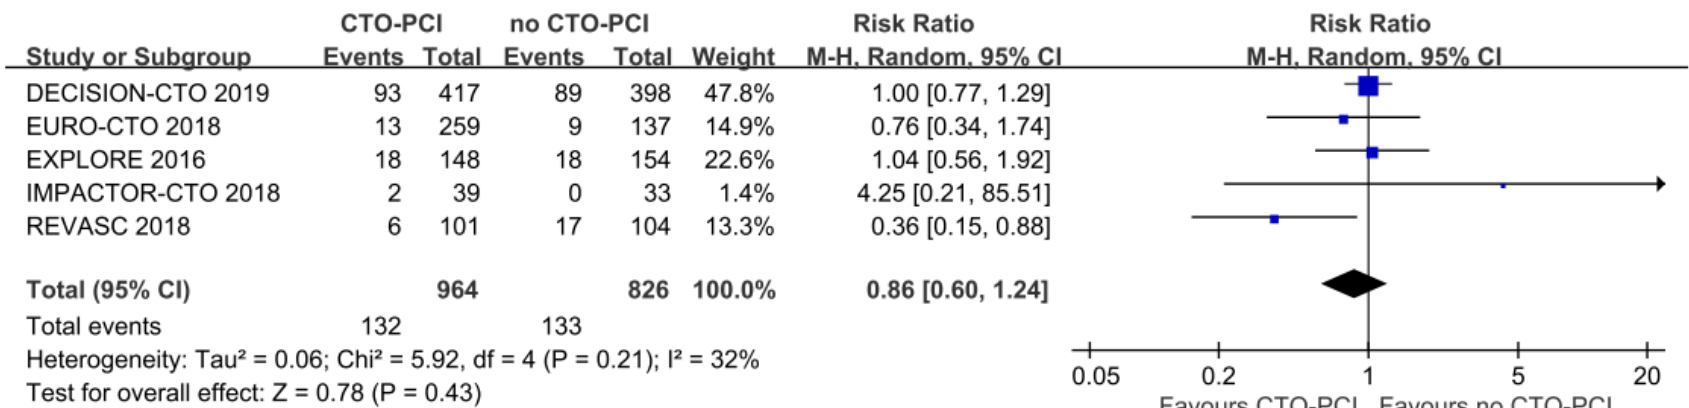 CTO-PCI no CTO-PCI Risk Ratio Risk Ratio
Study or Subgroup Events Total Events Total Weight M-H, Random, 95% CI M-H, Random, 95% CI
DECISION-CTO 2019 93 417 89 398 47.8% 1.00 [0.77, 1.29]
EURO-CTO 2018 13 259 9 137 14.9% 0.76 [0.34, 1.74]
EXPLORE 2016 18 148 18 154 22.6% 1.04 [0.56, 1.92]
IMPACTOR-CTO 2018 2 39 0 33 1.4% 4.25 [0.21, 85.51]
REVASC 2018 6 101 17 104 13.3% 0.36 [0.15, 0.88]
Total (95% CI) 964 826 100.0% 0.86 [0.60, 1.24]
Total events 132 133
Heterogeneity: Tau² = 0.06; Chi² = 5.92, df = 4 (P = 0.21); I² = 32%
Test for overall effect: Z = 0.78 (P = 0.43)
0.05 0.2 1 5 20
Favours CTO-PCI Favours no CTO-PCI